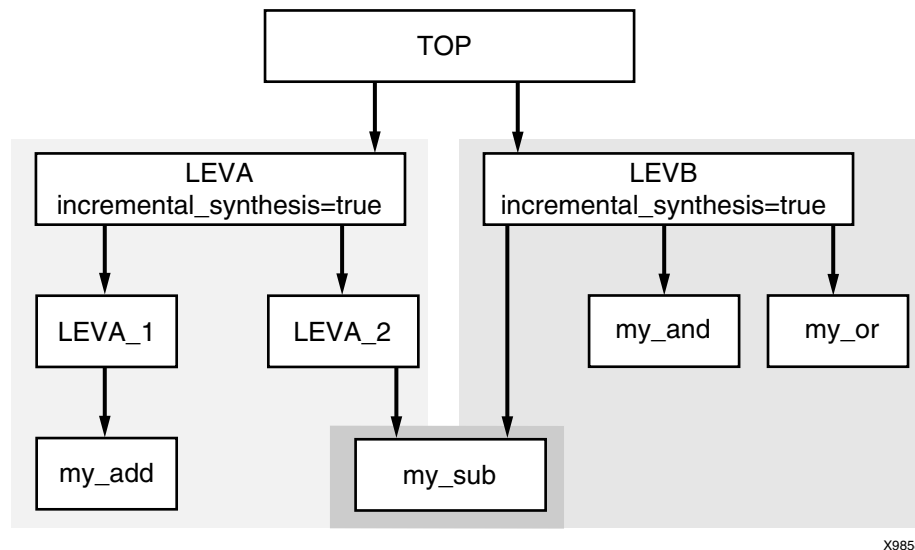 TOP
LEVA
incremental_synthesis=true
LEVB
incremental_synthesis=true
LEVA_1
LEVA_2
my_and
my_or
my_add
my_sub
X985